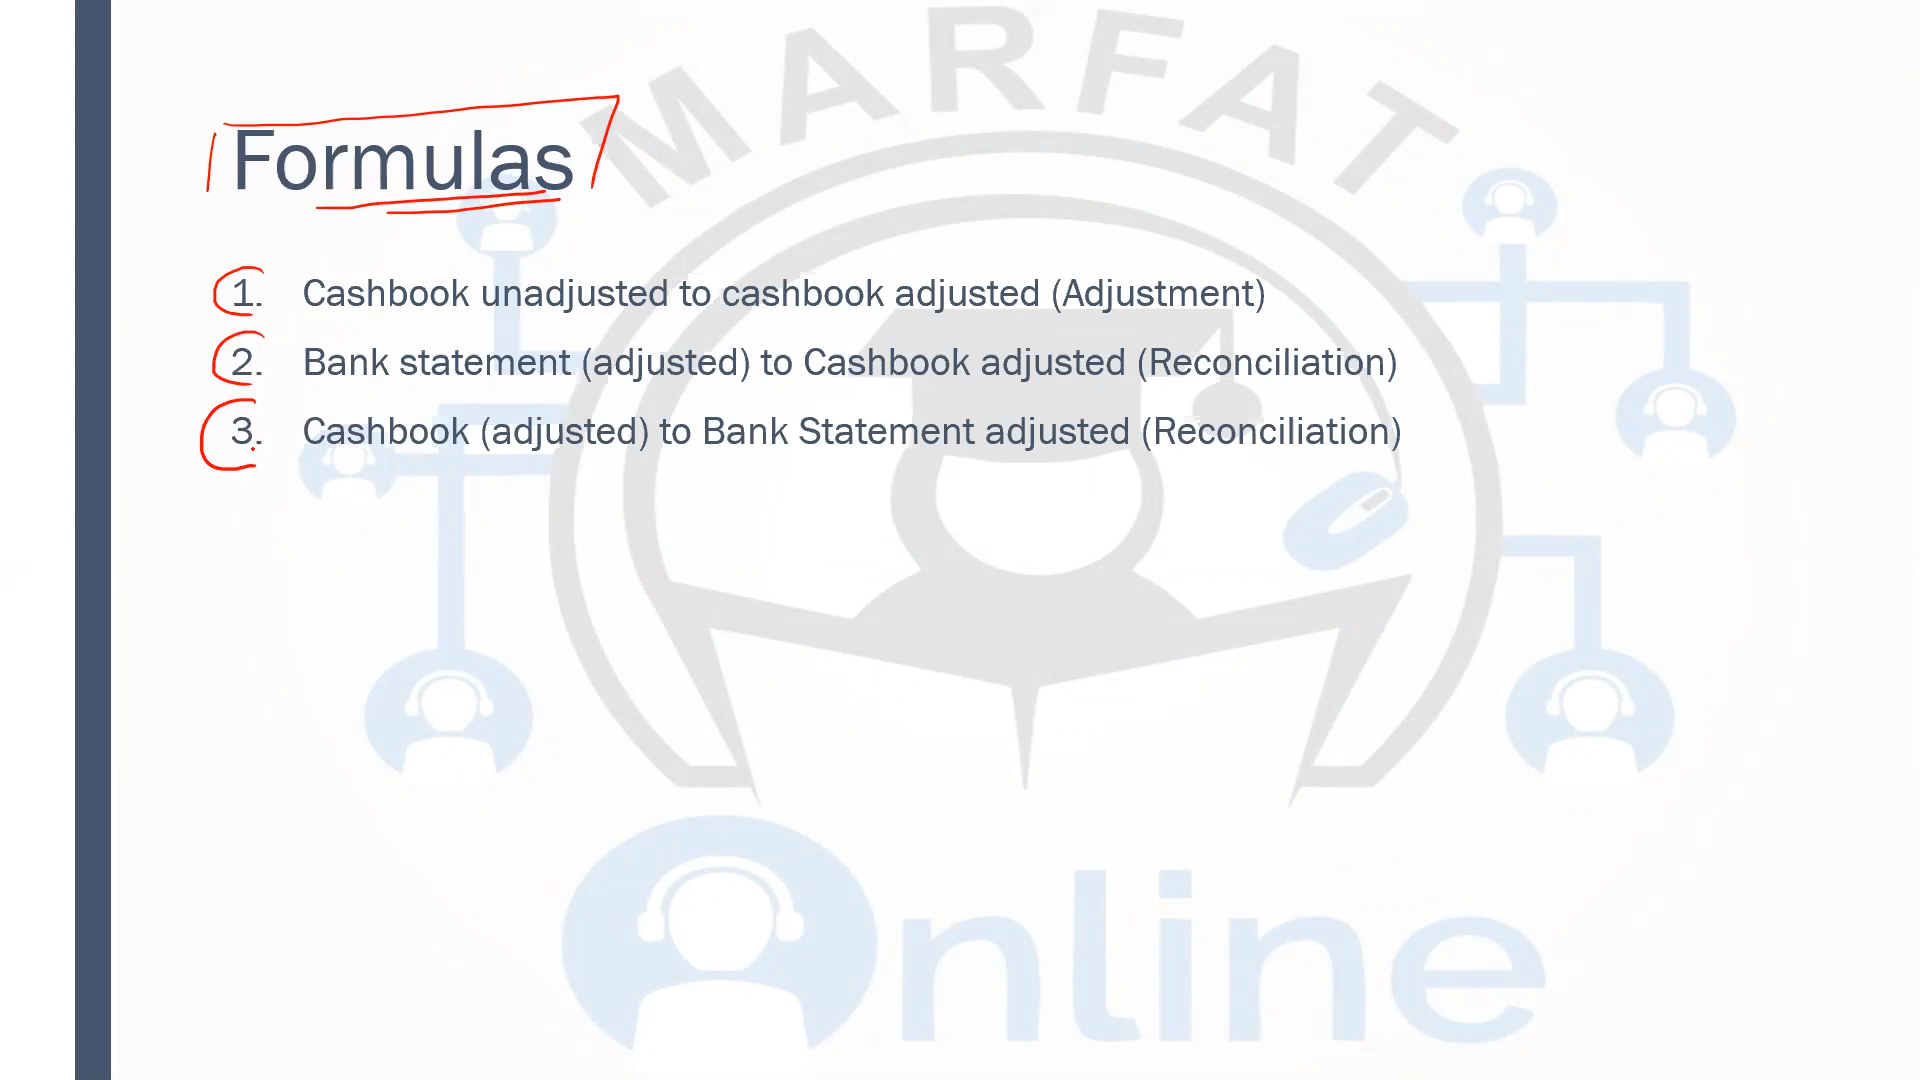 MARFAT
Formulas
1. Cashbook unadjusted to cashbook adjusted (Adjustment)
2. Bank statement (adjusted) to Cashbook adjusted (Reconciliation)
3. Cashbook (adjusted) to Bank Statement adjusted (Reconciliation)
nline